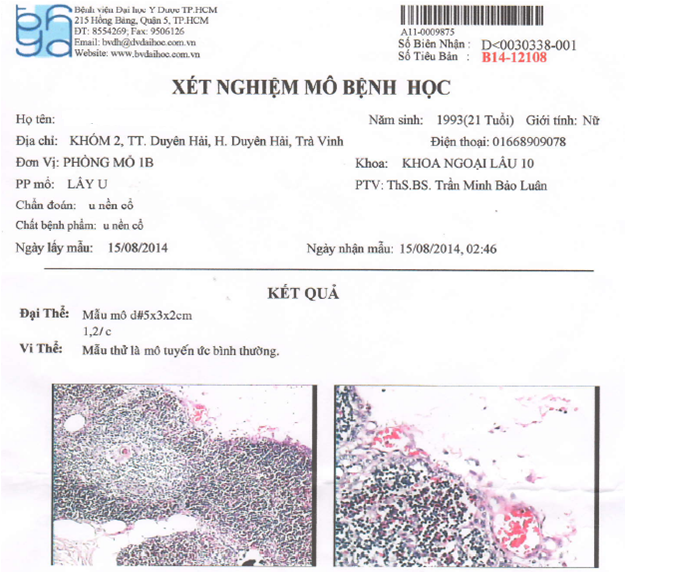 Bệnh viện Đại học Y Dược TP.HCM
215 Hồng Bàng, Quận 5, TP.HCM
ĐT: 8554269; Fax: 9506126
Email: bvdh@dvdaihoc.com.vn
Website: www.bvdaihoc.com.vn
A11-0009875
Số Biên Nhận : D<0030338-001
Số Tiêu Bản : B14-12108
XÉT NGHIỆM MÔ BỆNH HỌC
Họ tên: Năm sinh: 1993(21 Tuổi) Giới tính: Nữ
Địa chỉ: KHÓM 2, TT. Duyên Hải, H. Duyên Hải, Trà Vinh Điện thoại: 01668909078
Đơn Vị: PHÒNG MỔ 1B Khoa: KHOA NGOẠI LẦU 10
PP mổ: LẤY U PTV: ThS.BS. Trần Minh Bảo Luân
Chẩn đoán: u nền cổ
Chất bệnh phẩm: u nền cổ
Ngày lấy mẫu: 15/08/2014 Ngày nhận mẫu: 15/08/2014, 02:46
KẾT QUẢ
Đại Thể: Mẫu mô d#5x3x2cm
1,2/ c
Vi Thể: Mẫu thử là mô tuyến ức bình thường.